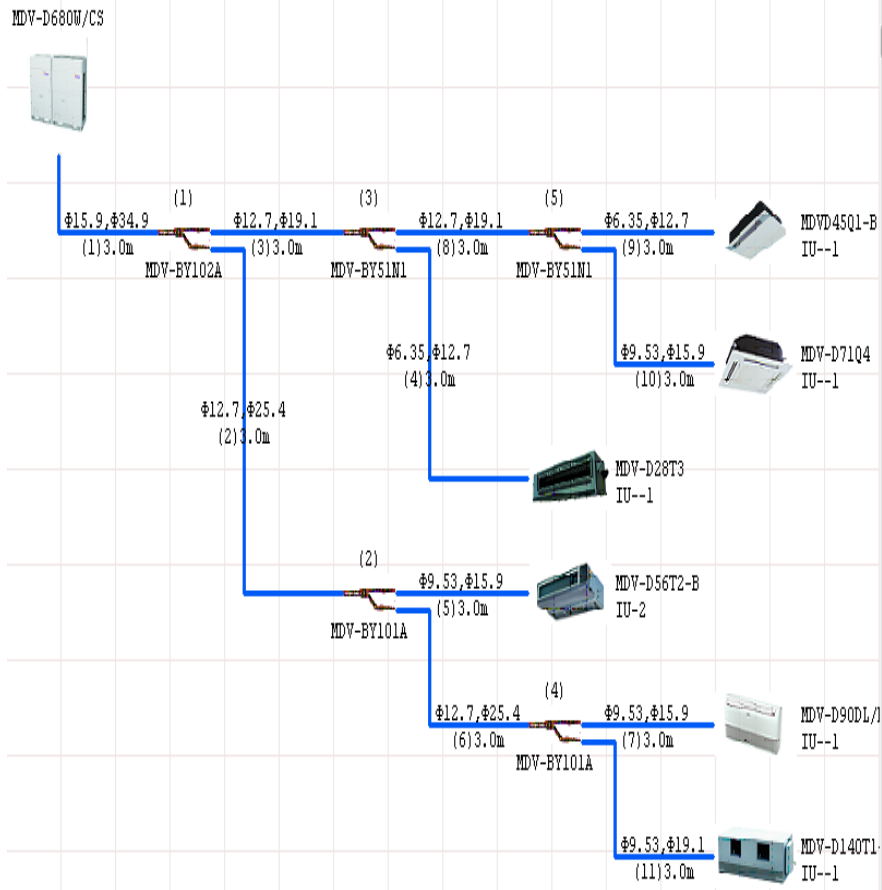 MDV-D680W/CS
(1)
(3)
(5)
Φ15.9,Φ34.9
Φ12.7,Φ19.1
Φ12.7,Φ19.1
Φ6.35,Φ12.7
MDVD45Q1-B
(1)3.0m
(3)3.0m
(8)3.0m
(9)3.0m
IU--1
MDV-BY102A
MDV-BY51N1
MDV-BY51N1
Φ6.35,Φ12.7
(4)3.0m
Φ9.53,Φ15.9
MDV-D71Q4
(10)3.0m
IU--1
Φ12.7,Φ25.4
(2)3.0m
MDV-D28T3
IU--1
(2)
Φ9.53,Φ15.9
MDV-D56T2-B
(5)3.0m
IU-2
MDV-BY101A
(4)
Φ12.7,Φ25.4
Φ9.53,Φ15.9
MDV-D90DL/
(6)3.0m
(7)3.0m
IU--1
MDV-BY101A
Φ9.53,Φ19.1
MDV-D140T1-
(11)3.0m
IU--1